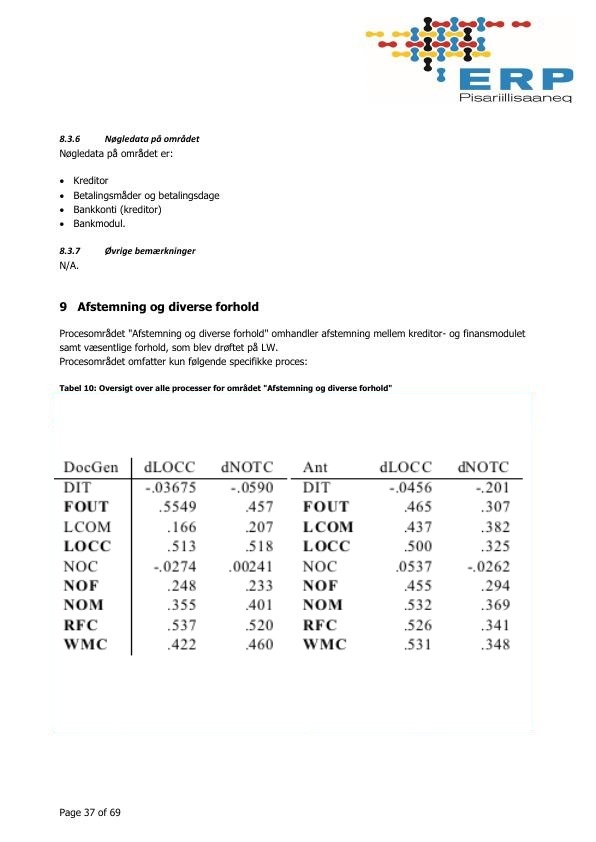 ERP
Pisariillisaaneq
8.3.6 Nøgledata på området
Nøgledata på området er:
• Kreditor
• Betalingsmåder og betalingsdage
• Bankkonti (kreditor)
• Bankmodul.
8.3.7 Øvrige bemærkninger
N/A.
9 Afstemning og diverse forhold
Procesområdet "Afstemning og diverse forhold" omhandler afstemning mellem kreditor- og finansmodulet
samt væsentlige forhold, som blev drøftet på LW.
Procesområdet omfatter kun følgende specifikke proces:
Tabel 10: Oversigt over alle processer for området "Afstemning og diverse forhold"
DocGen dLOCC dNOTC Ant dLOCC dNOTC
DIT -.03675 -.0590 DIT -.0456 -.201
FOUT .5549 .457 FOUT .465 .307
LCOM .166 .207 LCOM .437 .382
LOCC .513 .518 LOCC .500 .325
NOC -.0274 .00241 NOC .0537 -.0262
NOF .248 .233 NOF .455 .294
NOM .355 .401 NOM .532 .369
RFC .537 .520 RFC .526 .341
WMC .422 .460 WMC .531 .348
Page 37 of 69